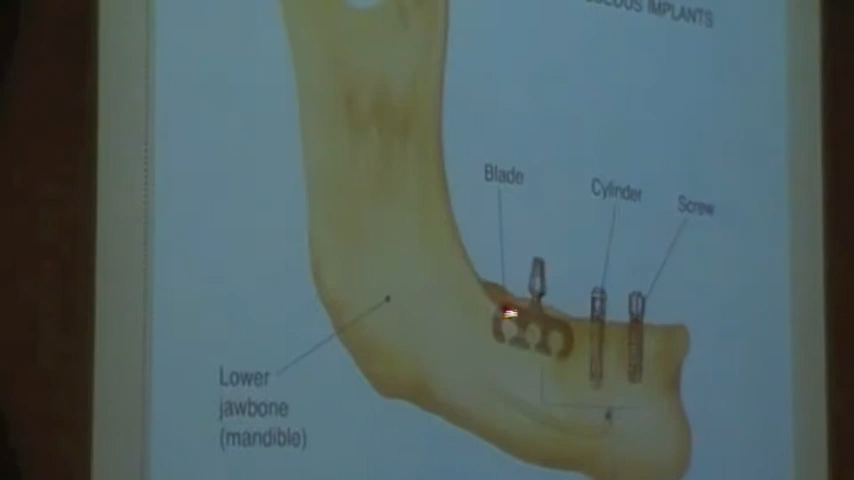 IMPLANTS
Blade
Cylinder
Screw
Lower
jawbone
(mandible)